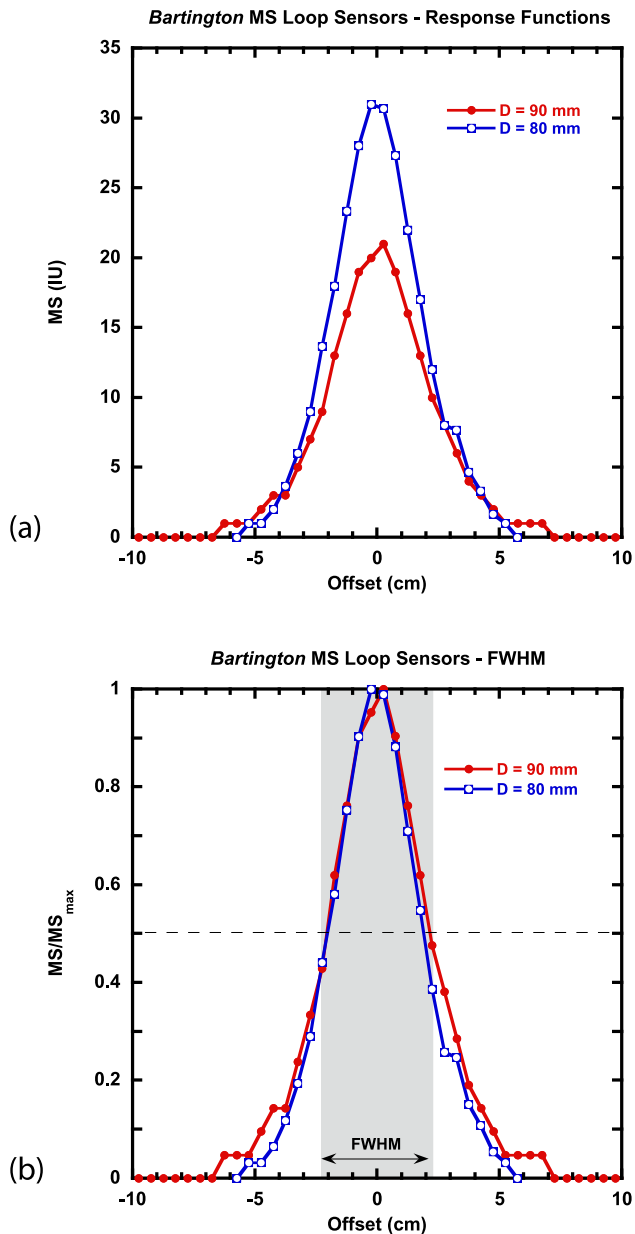 Bartington MS Loop Sensors - Response Functions
35
30
25
20
15
10
5
0
MS (IU)
D = 90 mm
D = 80 mm
(a)
-10 -5 0 5 10
Offset (cm)
Bartington MS Loop Sensors - FWHM
1
0.8
0.6
0.4
0.2
0
MS/MSmax
D = 90 mm
D = 80 mm
FWHM
(b)
-10 -5 0 5 10
Offset (cm)